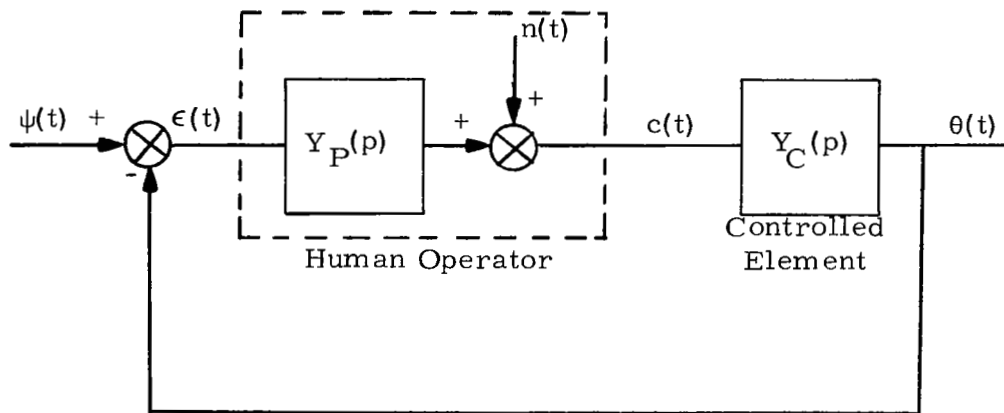 n(t)
ψ(t) + ϵ(t) + + c(t) θ(t)
-
Y_P(p)
Y_C(p)
Human Operator
Controlled
Element